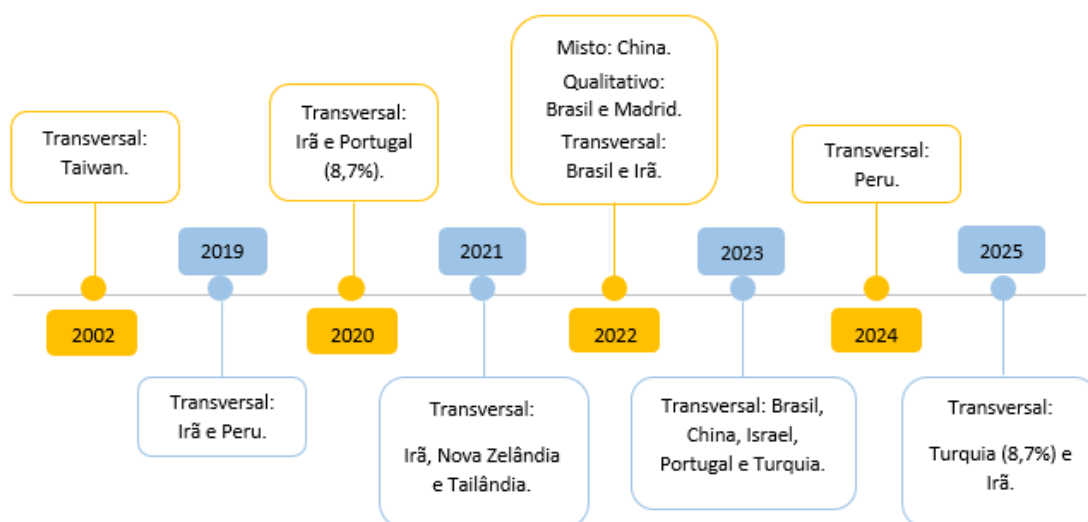 Transversal:
Taiwan.
2002
2019
Transversal:
Irã e Peru.
Transversal:
Irã e Portugal
(8,7%).
2020
2021
Transversal:
Irã, Nova Zelândia
e Tailândia.
Misto: China.
Qualitativo:
Brasil e Madrid.
Transversal:
Brasil e Irã.
2022
2023
Transversal: Brasil,
China, Israel,
Portugal e Turquia.
Transversal:
Peru.
2024
2025
Transversal:
Turquia (8,7%) e
Irã.